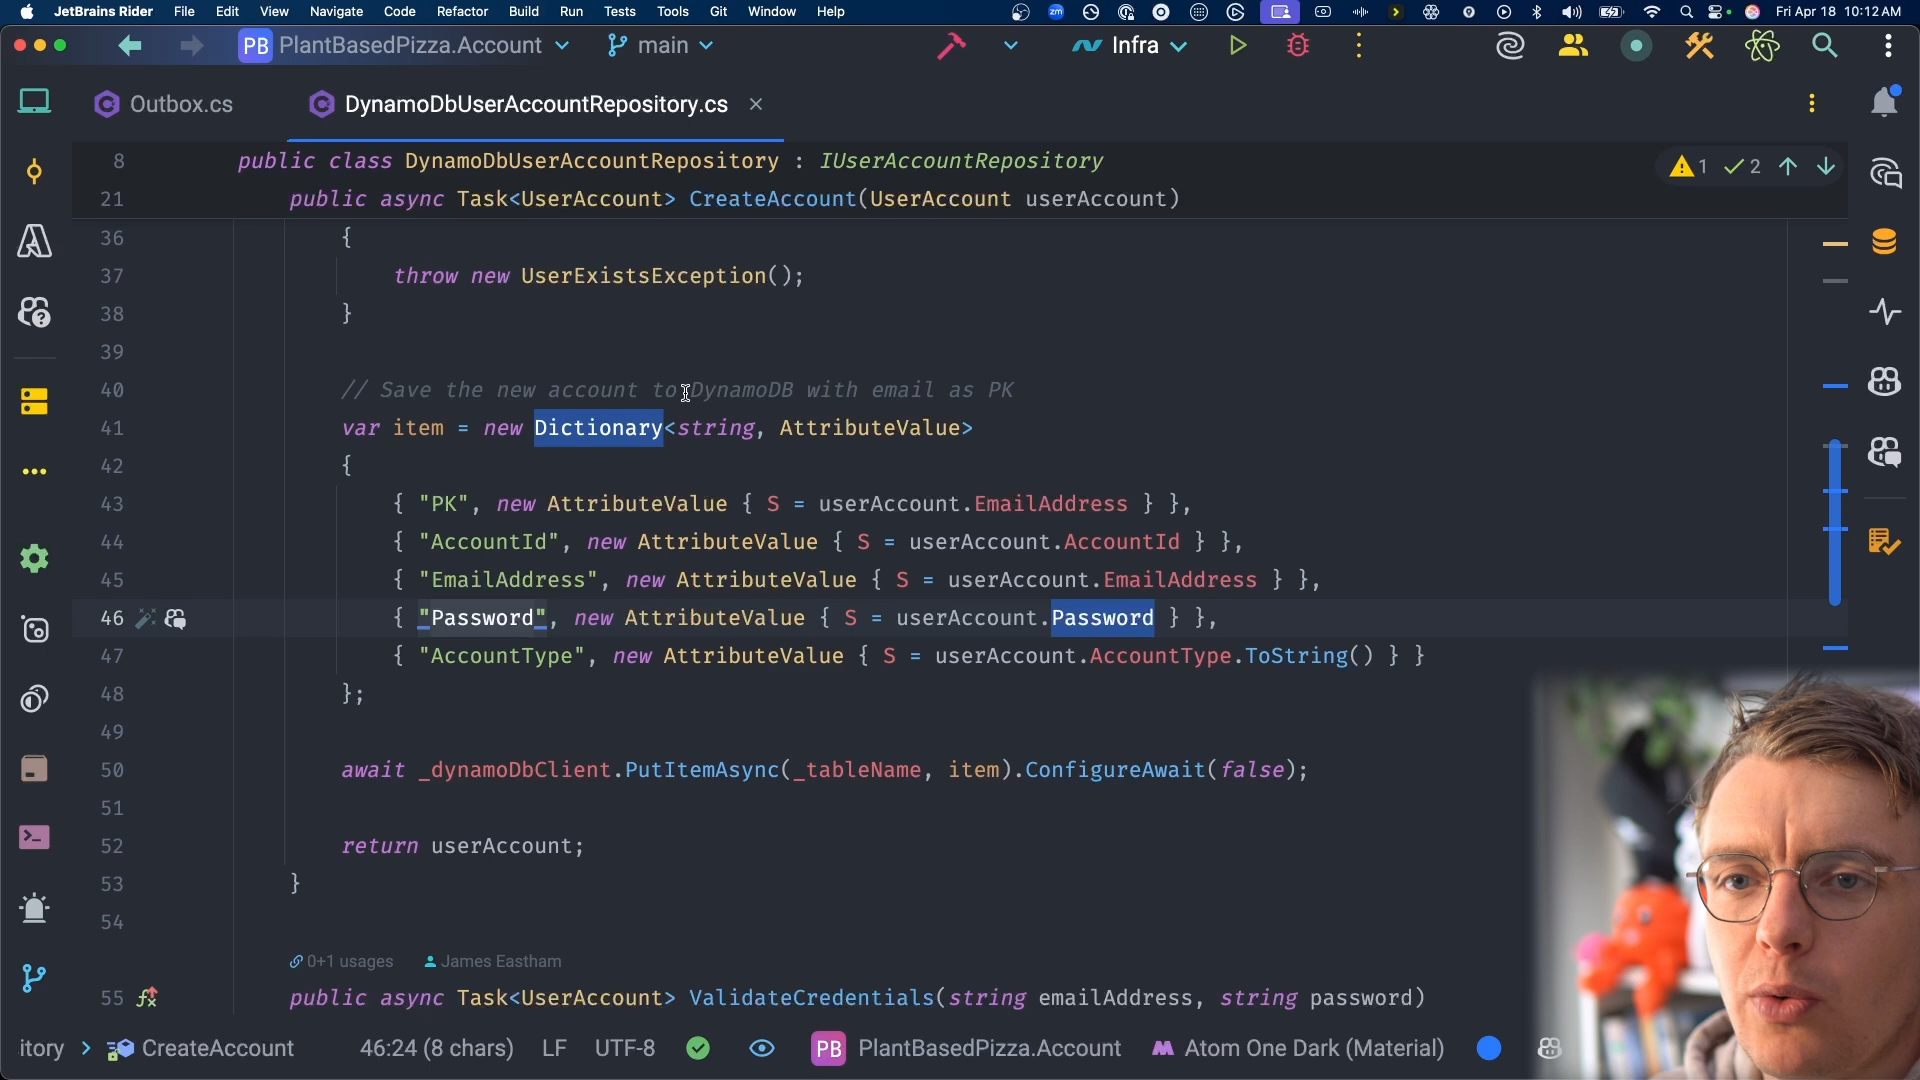 JetBrains Rider File Edit View Navigate Code Refactor Build Run Tests Tools Git Window Help
zm
Fri Apr 18 10:12 AM
PB PlantBasedPizza.Account main Infra
Outbox.cs DynamoDbUserAccountRepository.cs
8 public class DynamoDbUserAccountRepository : IUserAccountRepository
1 2
21 public async Task<UserAccount> CreateAccount(UserAccount userAccount)
36 {
37 throw new UserExistsException();
38 }
39
40 // Save the new account to DynamoDB with email as PK
41 var item = new Dictionary<string, AttributeValue>
42 {
43 { "PK", new AttributeValue { S = userAccount.EmailAddress } },
44 { "AccountId", new AttributeValue { S = userAccount.AccountId } },
45 { "EmailAddress", new AttributeValue { S = userAccount.EmailAddress } },
46 { "Password", new AttributeValue { S = userAccount.Password } },
47 { "AccountType", new AttributeValue { S = userAccount.AccountType.ToString() } }
48 };
49
50 await _dynamoDbClient.PutItemAsync(_tableName, item).ConfigureAwait(false);
51
52 return userAccount;
53 }
54
0+1 usages James Eastham
55 public async Task<UserAccount> ValidateCredentials(string emailAddress, string password)
itory CreateAccount 46:24 (8 chars) LF UTF-8 PB PlantBasedPizza.Account Atom One Dark (Material)